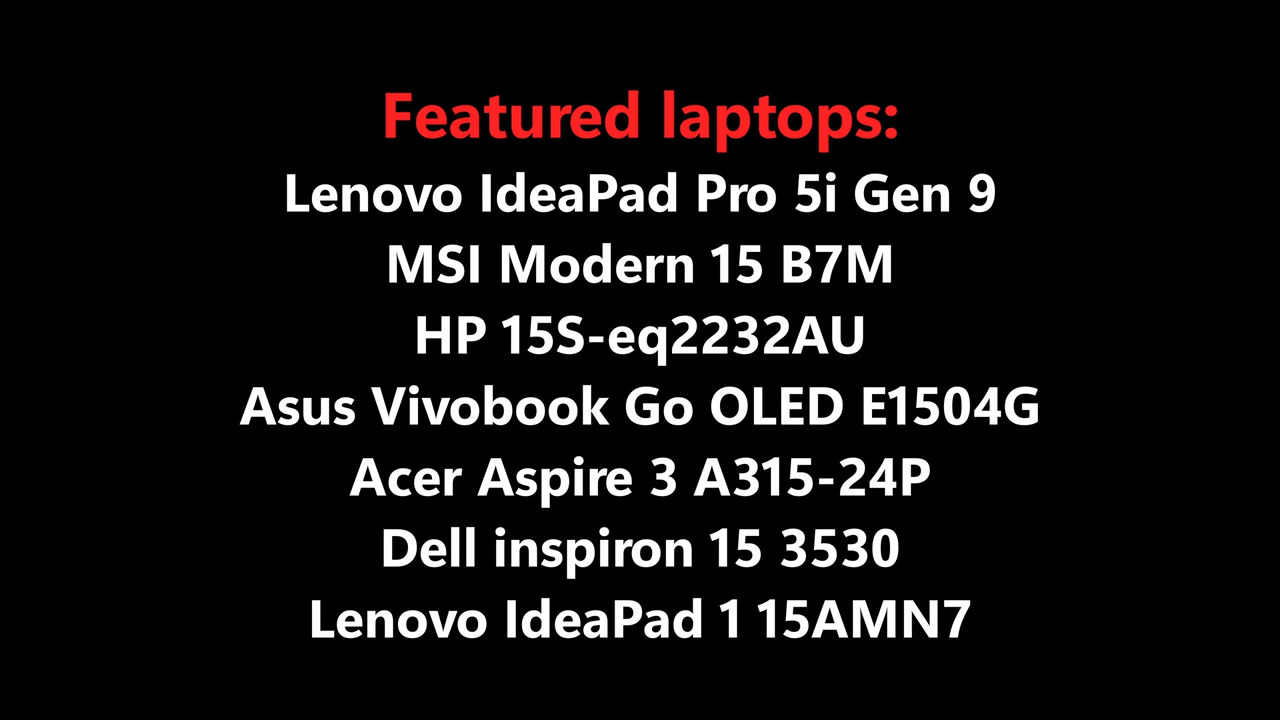 Featured laptops:
Lenovo IdeaPad Pro 5i Gen 9
MSI Modern 15 B7M
HP 15S-eq2232AU
Asus Vivobook Go OLED E1504G
Acer Aspire 3 A315-24P
Dell inspiron 15 3530
Lenovo IdeaPad 1 15AMN7